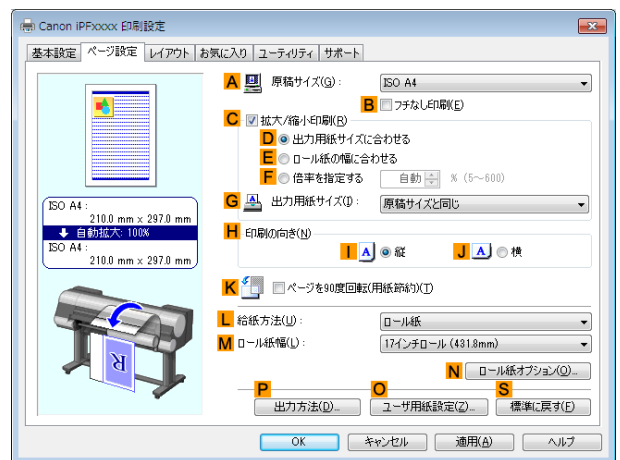 Canon iPFxxxx 印刷設定
基本設定 ページ設定 レイアウト お気に入り ユーティリティ サポート
A 原稿サイズ(G): ISO A4
B フチなし印刷(E)
C 拡大/縮小印刷(R)
D 出力用紙サイズに合わせる
E ロール紙の幅に合わせる
F 倍率を指定する 自動 % (5～600)
G A 出力用紙サイズ(I): 原稿サイズと同じ
H 印刷の向き(N)
I A 縦 J A 横
K ページを90度回転(用紙節約)(T)
L 給紙方法(U): ロール紙
M ロール紙幅(L): 17インチロール (431.8mm)
N ロール紙オプション(O)...
P O S
出力方法(D)... ユーザ用紙設定(Z)... 標準に戻す(F)
ISO A4 :
210.0 mm × 297.0 mm
自動拡大: 100%
ISO A4 :
210.0 mm × 297.0 mm
R
OK キャンセル 適用(A) ヘルプ